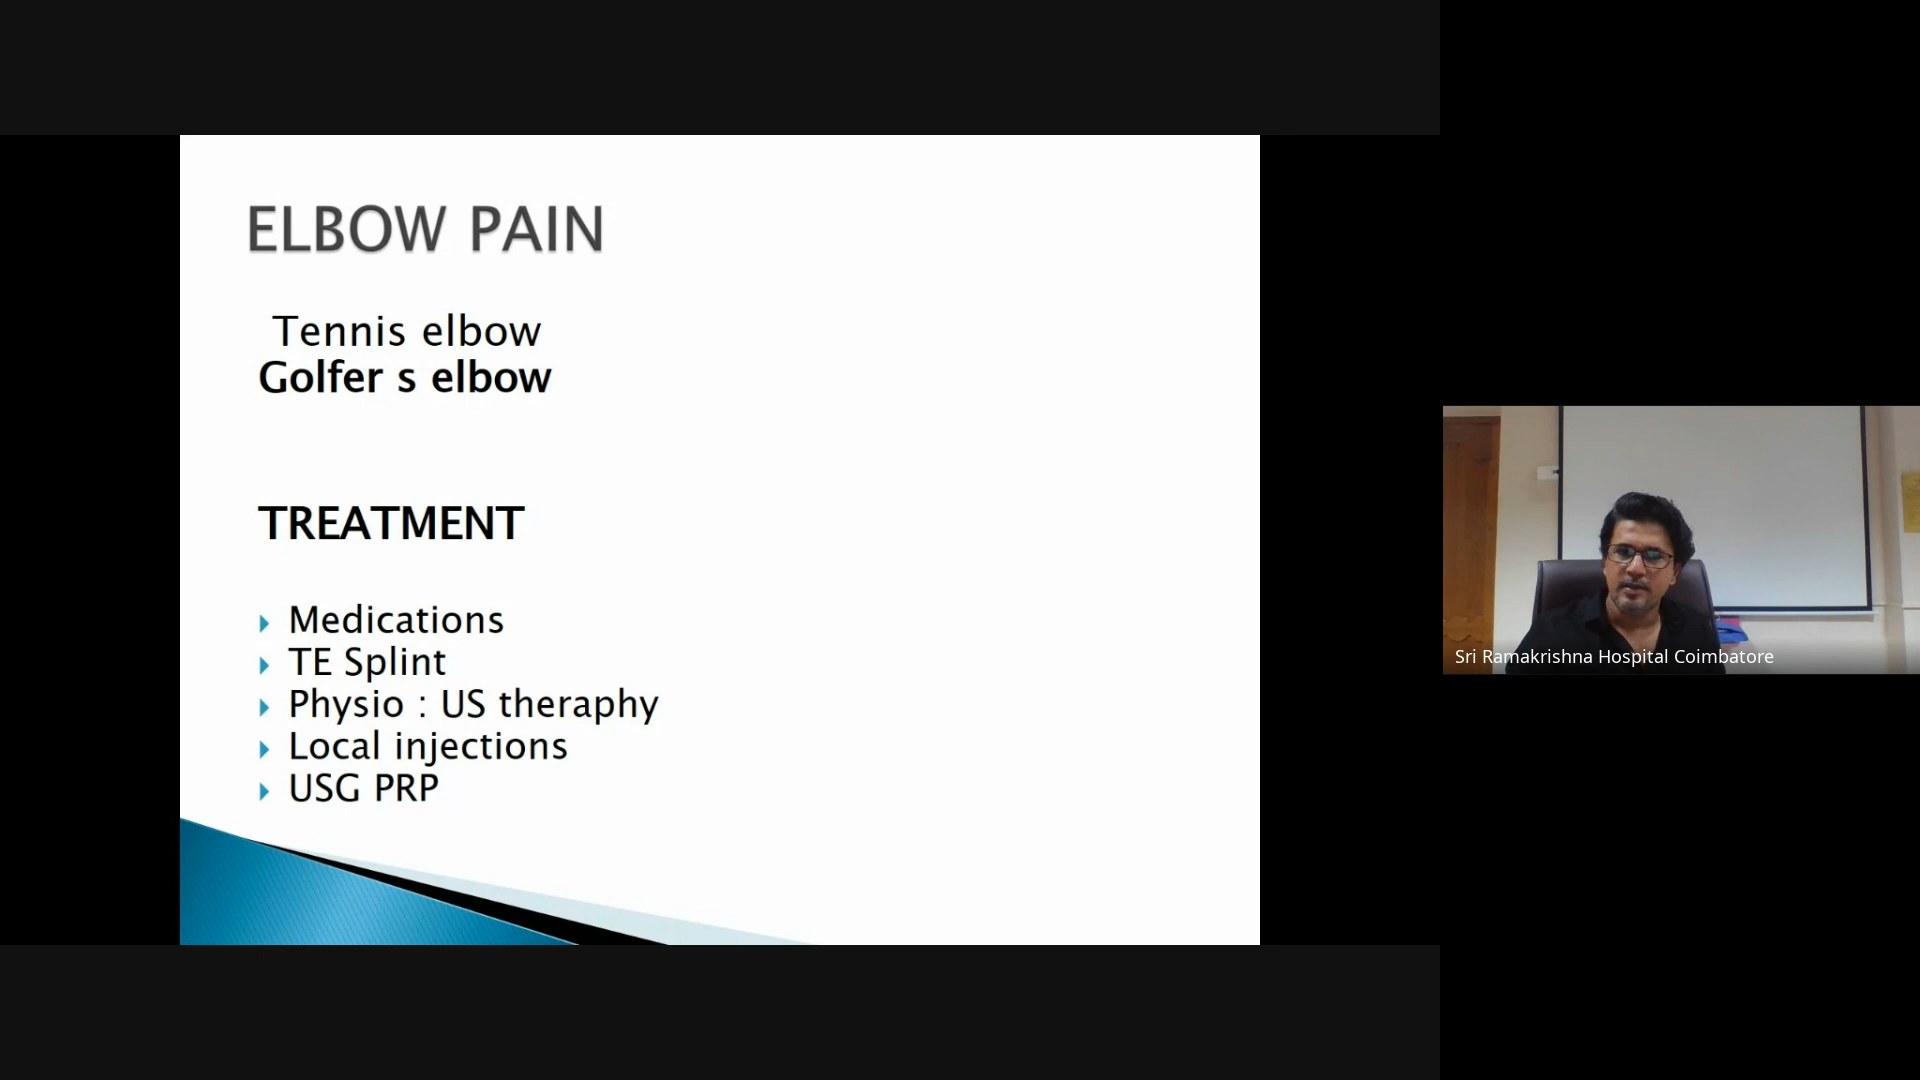 ELBOW PAIN
Tennis elbow
Golfer s elbow
TREATMENT
Medications
TE Splint
Physio : US theraphy
Local injections
USG PRP
Sri Ramakrishna Hospital Coimbatore